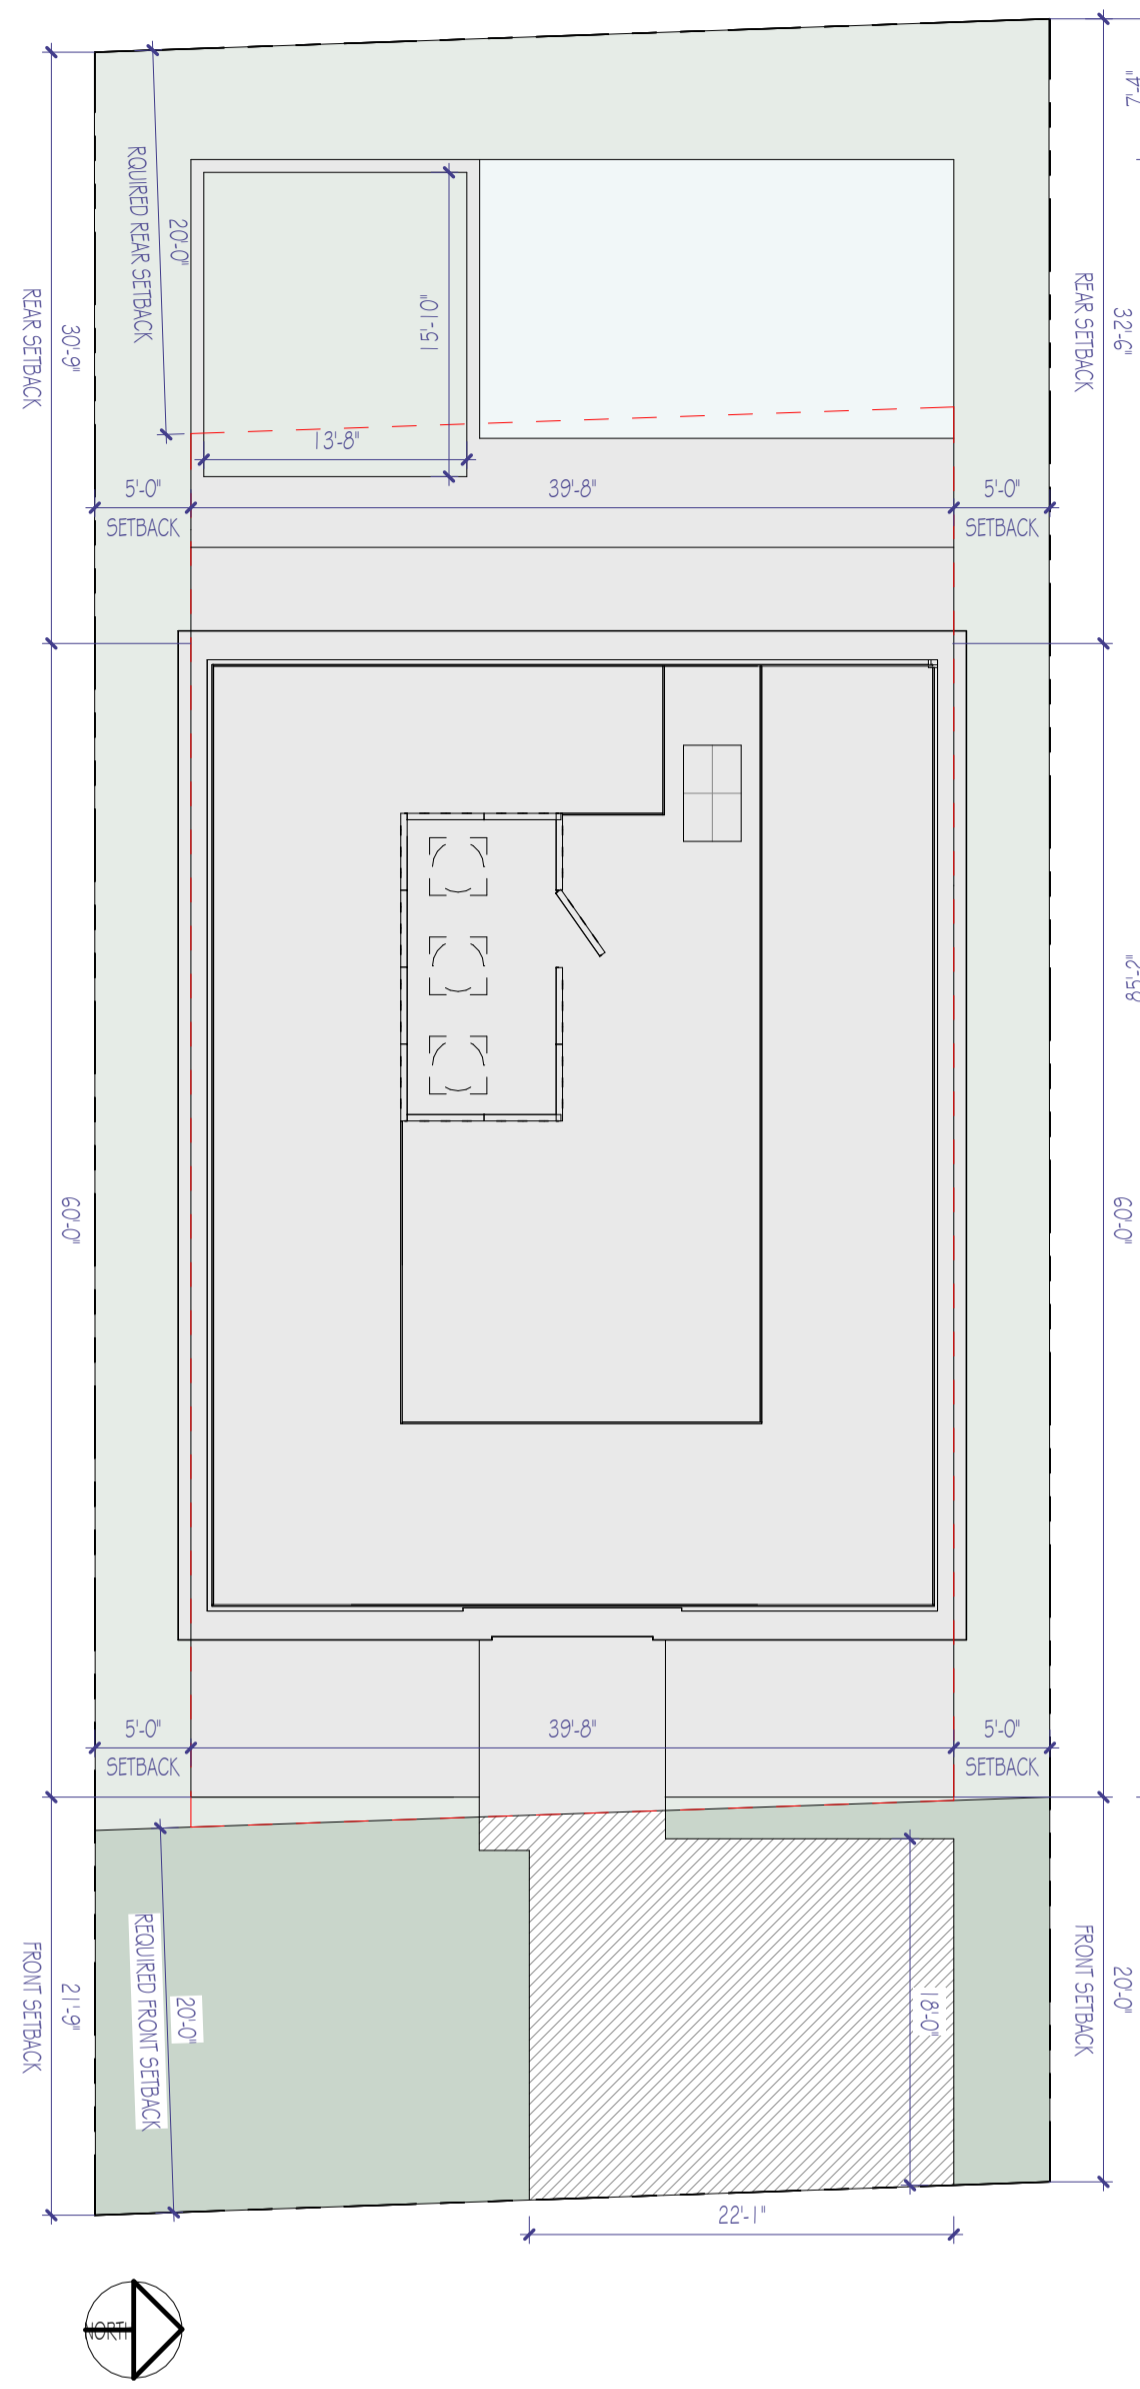 7'-4"
RQUIRED REAR SETBACK
20'-0"
15'-10"
REAR SETBACK
30'-9"
REAR SETBACK
32'-6"
13'-8"
5'-0"
SETBACK
39'-8"
5'-0"
SETBACK
85'-2"
60'-0"
60'-0"
5'-0"
SETBACK
39'-8"
5'-0"
SETBACK
REQUIRED FRONT SETBACK
20'-0"
FRONT SETBACK
21'-9"
18'-0"
FRONT SETBACK
20'-0"
22'-1"
NORTH